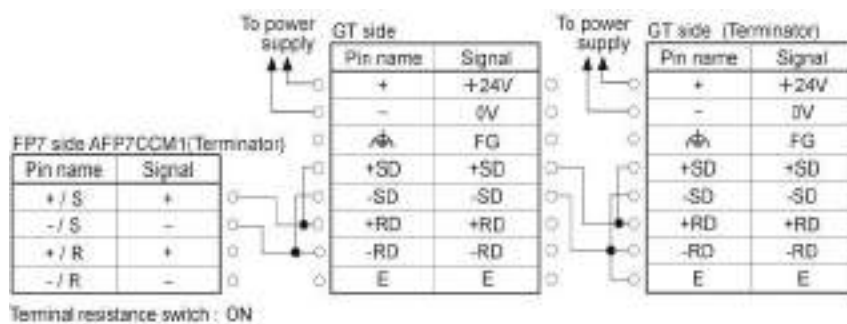 To power supply
GT side
To power supply
GT side (Terminator)
Pin name Signal
Pin name Signal
+ +24V
+ +24V
- 0V
- 0V
FG
FG
FP7 side AFP7CCM1(Terminator)
+SD +SD
+SD +SD
Pin name Signal
-SD -SD
-SD -SD
+ / S +
+RD +RD
+RD +RD
- / S -
-RD -RD
-RD -RD
+ / R +
E E
E E
- / R -
Terminal resistance switch : ON